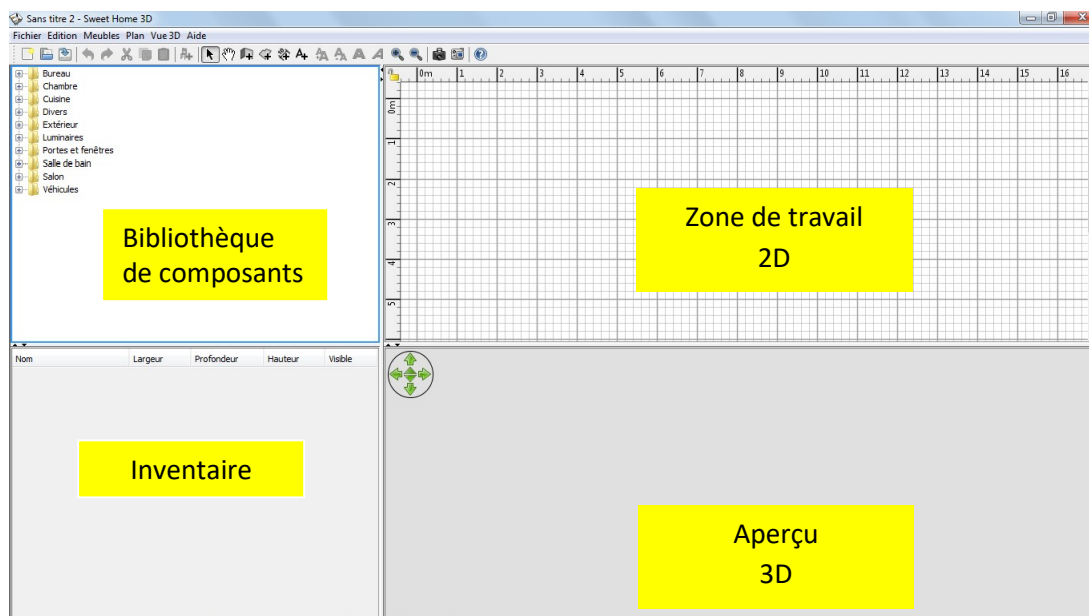 Sans titre 2 - Sweet Home 3D
Fichier Edition Meubles Plan Vue 3D Aide
Bureau
Chambre
Cuisine
Divers
Extérieur
Luminaires
Portes et fenêtres
Salle de bain
Salon
Véhicules
Bibliothèque
de composants
0m 1 2 3 4 5 6 7 8 9 10 11 12 13 14 15 16
0m
1
2
3
4
5
Zone de travail
2D
Nom Largeur Profondeur Hauteur Visible
Inventaire
Aperçu
3D